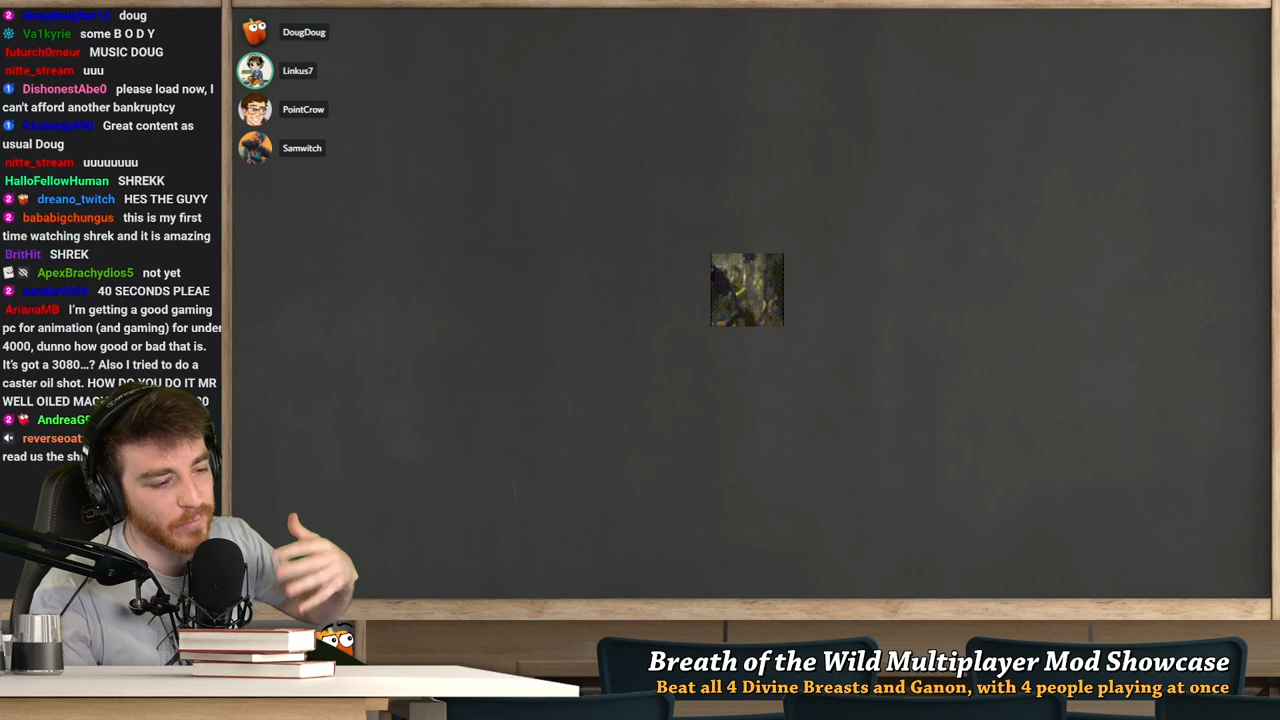 doug
Va1kyrie some B O D Y
futurch0meur MUSIC DOUG
nitte_stream uuu
DishonestAbe0 please load now, I
can't afford another bankruptcy
Great content as
usual Doug
nitte_stream uuuuuuuu
HalloFellowHuman SHREKK
dreano_twitch HES THE GUYY
bababigchungus this is my first
time watching shrek and it is amazing
BritHit SHREK
ApexBrachydios5 not yet
40 SECONDS PLEAE
ArianaMB I'm getting a good gaming
pc for animation (and gaming) for under
4000, dunno how good or bad that is.
It's got a 3080...? Also I tried to do a
caster oil shot. HOW DO YOU DO IT MR
WELL OILED
AndreaG
reverseoat
read us the
DougDoug
Linkus7
PointCrow
Samwitch
Breath of the Wild Multiplayer Mod Showcase
Beat all 4 Divine Breasts and Ganon, with 4 people playing at once